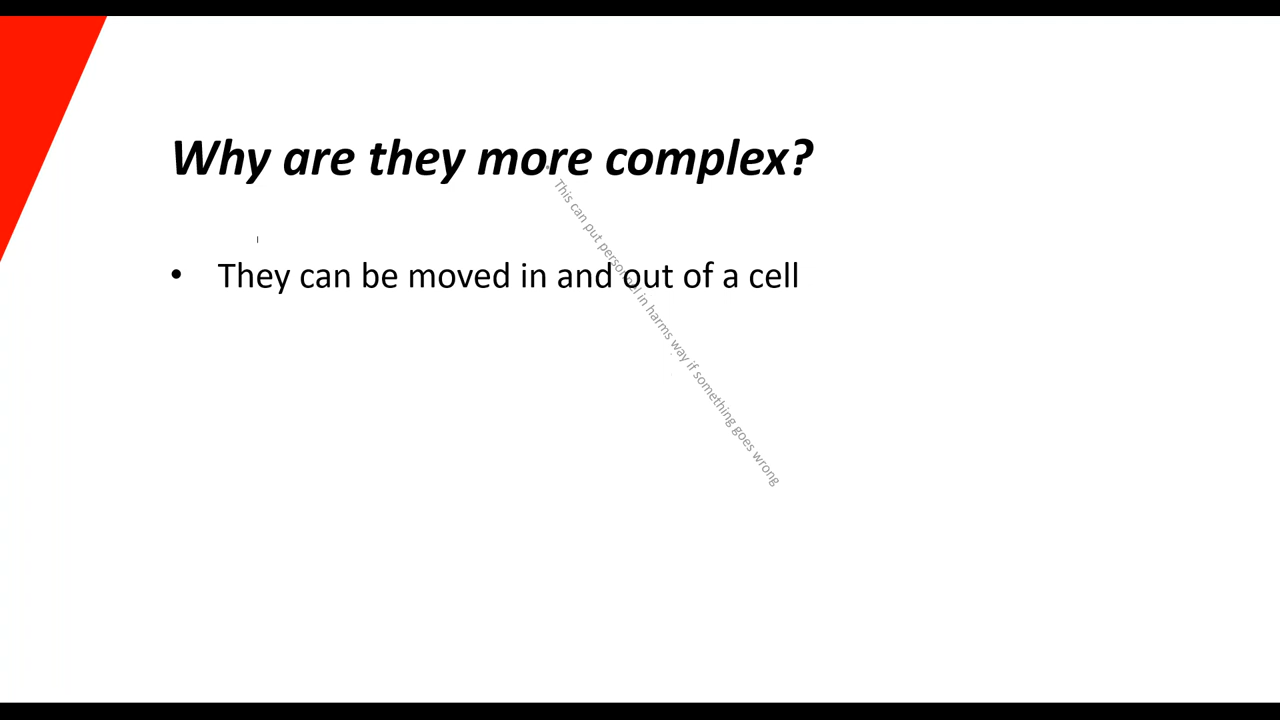 Why are they more complex?
• They can be moved in and out of a cell
This can put personnel in harms way if something goes wrong